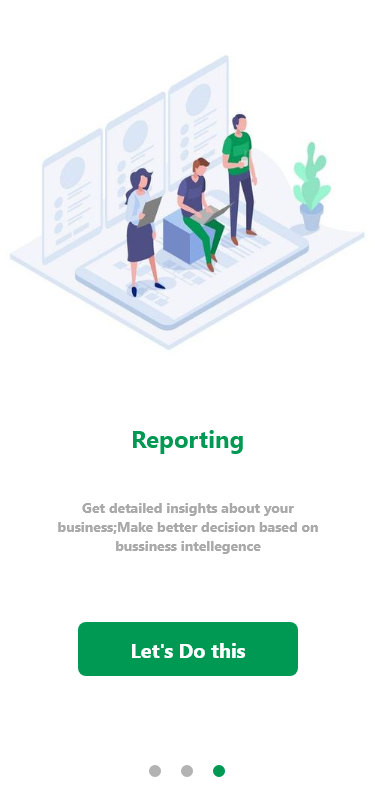 Reporting
Get detailed insights about your
business;Make better decision based on
bussiness intellegence
Let's Do this